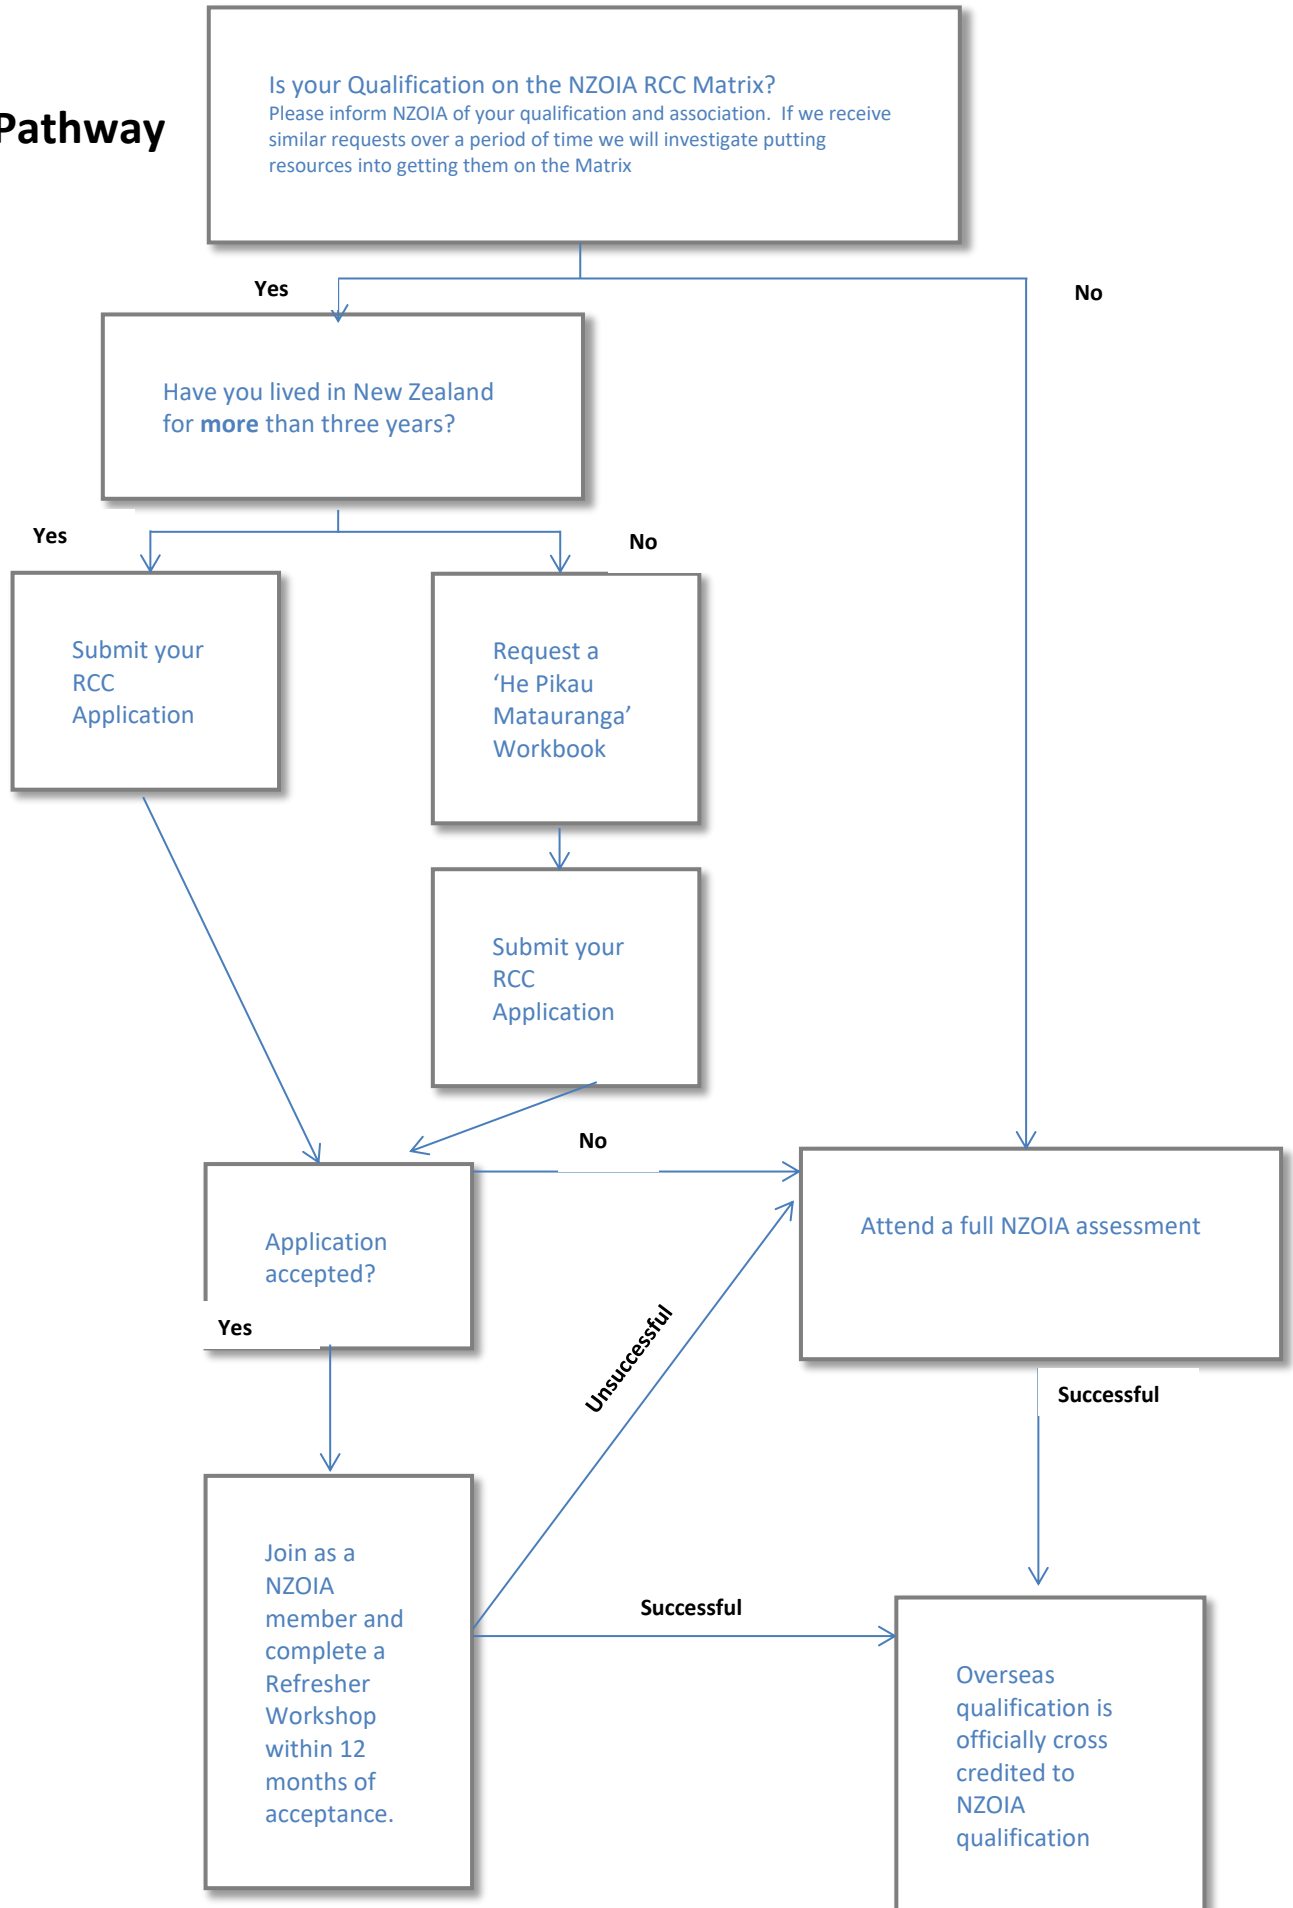 Is your Qualification on the NZOIA RCC Matrix?
Please inform NZOIA of your qualification and association.  If we receive
similar requests over a period of time we will investigate putting
resources into getting them on the Matrix
Pathway
Yes
No
Have you lived in New Zealand
for more than three years?
Yes
No
Submit your
RCC
Application
Request a
‘He Pikau
Matauranga’
Workbook
Submit your
RCC
Application
No
Application
accepted?
Attend a full NZOIA assessment
Yes
Unsuccessful
Successful
Join as a
NZOIA
member and
complete a
Refresher
Workshop
within 12
months of
acceptance.
Successful
Overseas
qualification is
officially cross
credited to
NZOIA
qualification